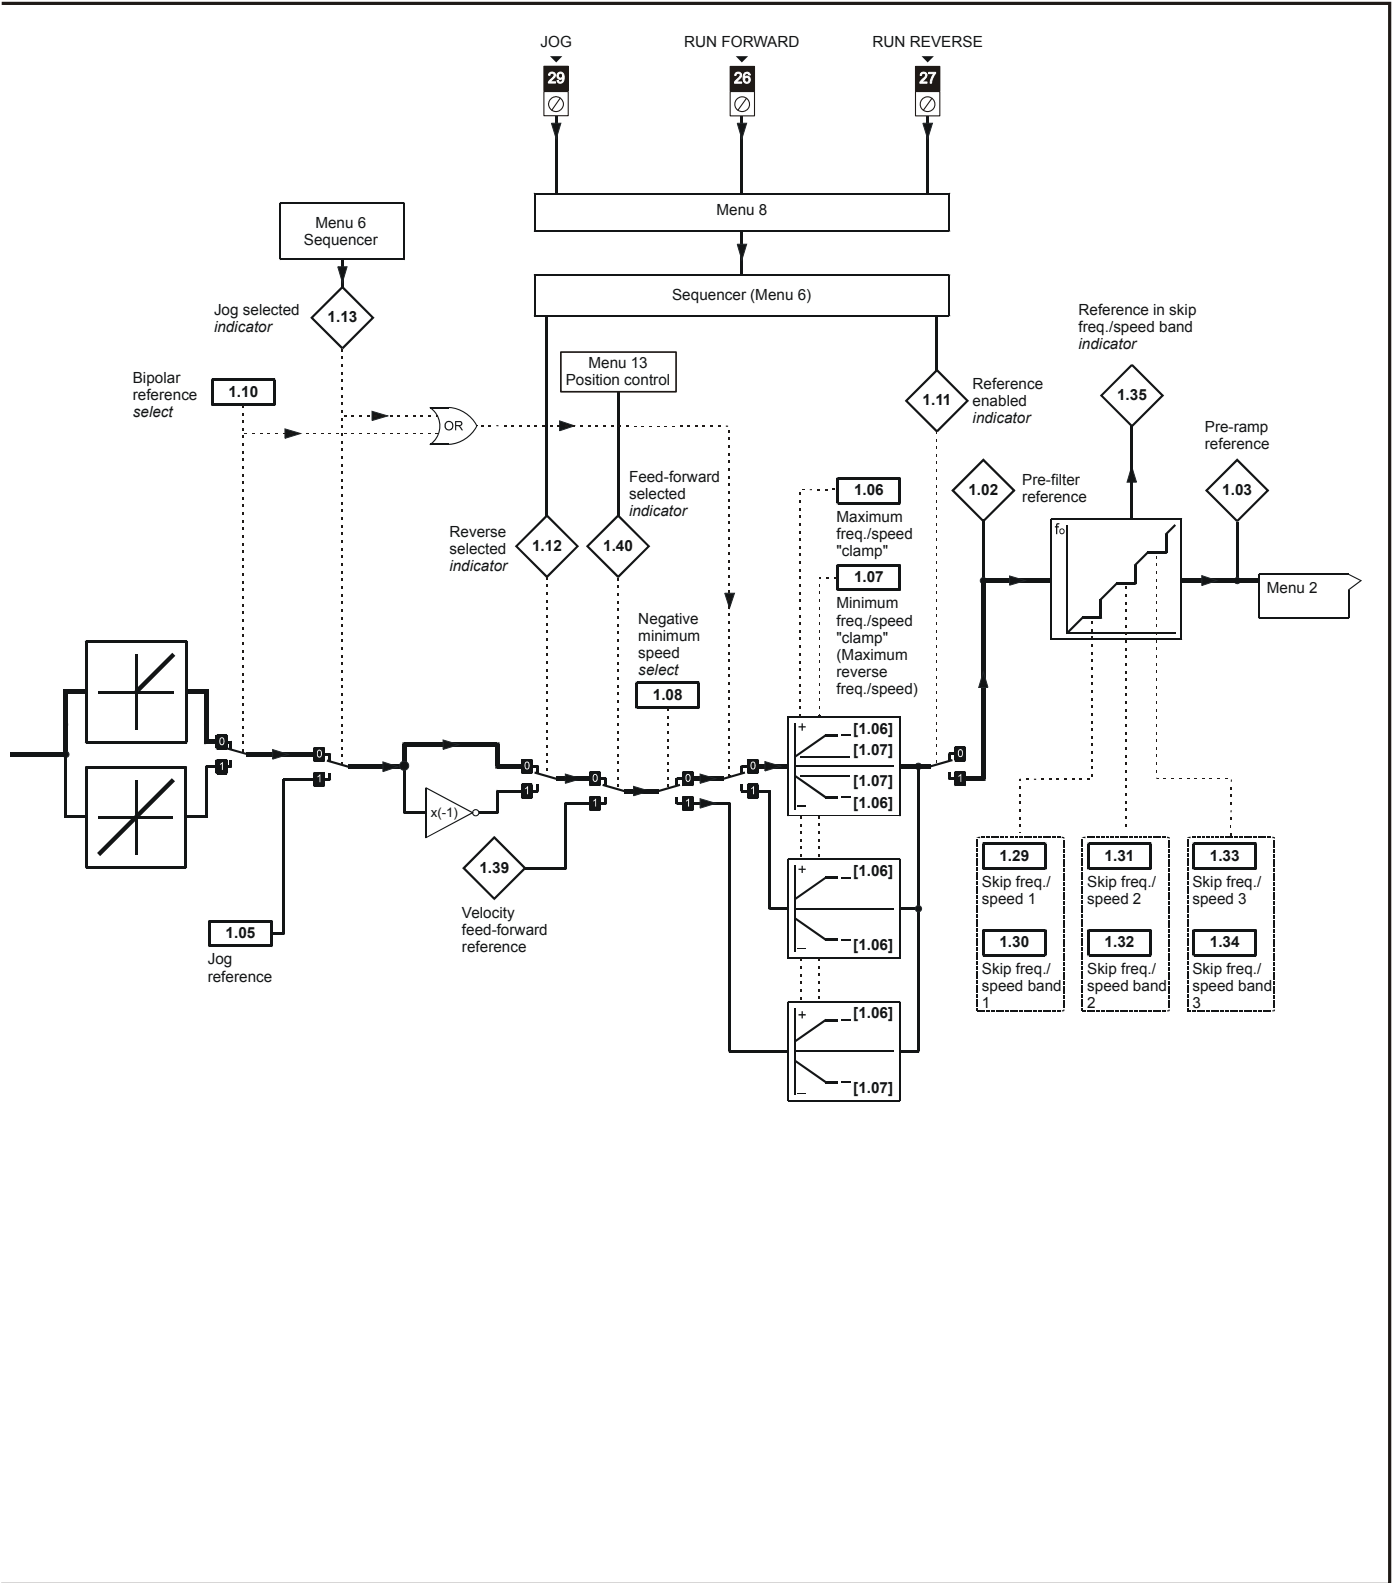 JOG
RUN FORWARD
RUN REVERSE
29
26
27
Menu 8
Menu 6
Sequencer
Sequencer (Menu 6)
Jog selected
indicator
1.13
Reference in skip
freq./speed band
indicator
1.35
Menu 13
Position control
Bipolar
reference
select
1.10
OR
1.11
Reference
enabled
indicator
Pre-ramp
reference
1.03
Feed-forward
selected
indicator
1.06
Maximum
freq./speed
"clamp"
1.02
Pre-filter
reference
Reverse
selected
indicator
1.12
1.40
fo
1.07
Minimum
freq./speed
"clamp"
(Maximum
reverse
freq./speed)
Menu 2
Negative
minimum
speed
select
1.08
0
1
0
1
x(-1)
0
1
0
1
0
1
0
1
+
[1.06]
[1.07]
[1.07]
[1.06]
_
0
1
1.39
Velocity
feed-forward
reference
+
[1.06]
[1.06]
_
1.05
Jog
reference
+
[1.06]
[1.07]
_
1.29
Skip freq./
speed 1
1.30
Skip freq./
speed band
1
1.31
Skip freq./
speed 2
1.32
Skip freq./
speed band
2
1.33
Skip freq./
speed 3
1.34
Skip freq./
speed band
3